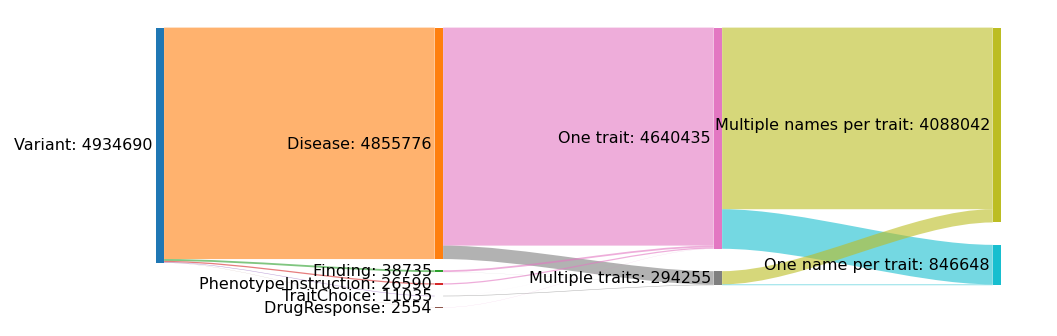 Variant: 4934690
Disease: 4855776
Finding: 38735
PhenotypeInstruction: 26590
TraitChoice: 11035
DrugResponse: 2554
One trait: 4640435
Multiple traits: 294255
Multiple names per trait: 4088042
One name per trait: 846648